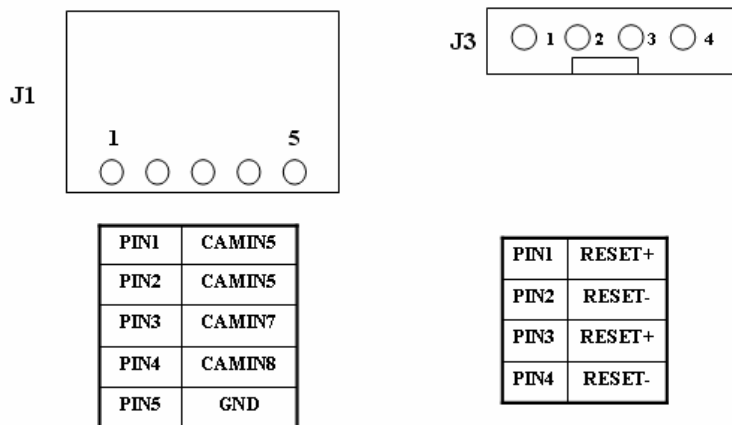 J1
1 5
PIN1 CAMIN5
PIN2 CAMIN5
PIN3 CAMIN7
PIN4 CAMIN8
PIN5 GND
J3
1 2 3 4
PIN1 RESET+
PIN2 RESET-
PIN3 RESET+
PIN4 RESET-